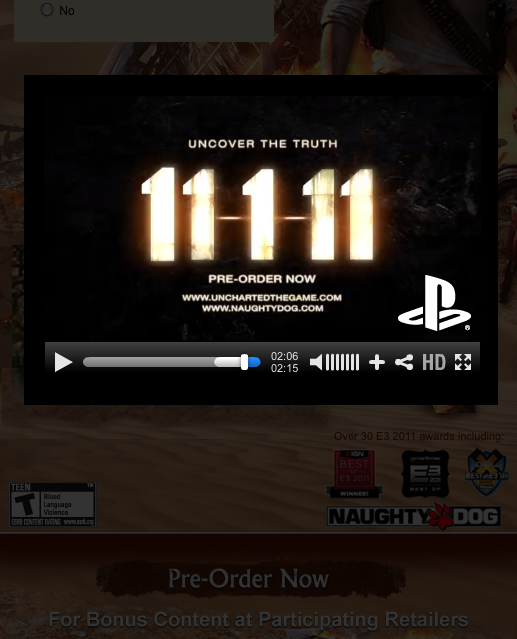 No
UNCOVER THE TRUTH
11-1-11
PRE-ORDER NOW
WWW.UNCHARTEDTHEGAME.COM
WWW.NAUGHTYDOG.COM
02:06
02:15
HD
Over 30 E3 2011 awards including:
IGN
BEST
OF
E3 2011
WINNER!
E3
BEST OF
TEEN
T
Blood
Language
Violence
ESRB CONTENT RATING www.esrb.org
NAUGHTY DOG
Pre-Order Now
For Bonus Content at Participating Retailers